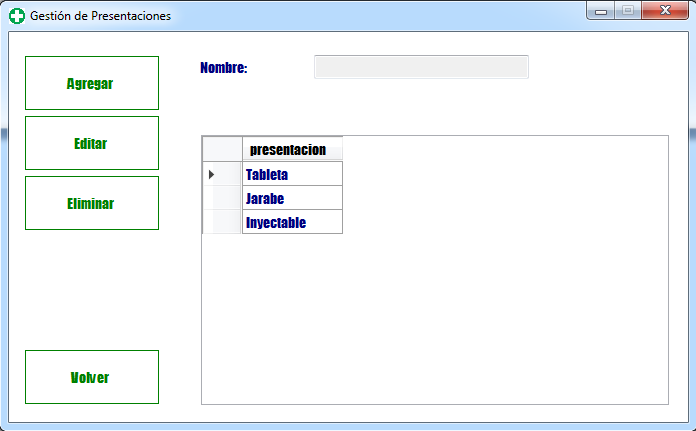 Gestión de Presentaciones
Agregar
Editar
Eliminar
Volver
Nombre:
presentacion
Tableta
Jarabe
Inyectable